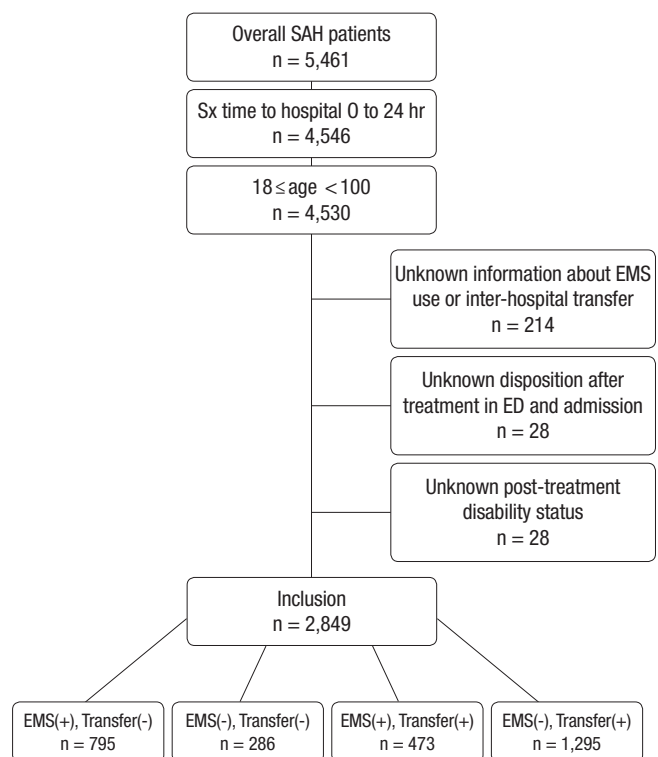 Overall SAH patients
n = 5,461
Sx time to hospital 0 to 24 hr
n = 4,546
18 ≤ age < 100
n = 4,530
Unknown information about EMS
use or inter-hospital transfer
n = 214
Unknown disposition after
treatment in ED and admission
n = 28
Unknown post-treatment
disability status
n = 28
Inclusion
n = 2,849
EMS(+), Transfer(-)
n = 795
EMS(-), Transfer(-)
n = 286
EMS(+), Transfer(+)
n = 473
EMS(-), Transfer(+)
n = 1,295